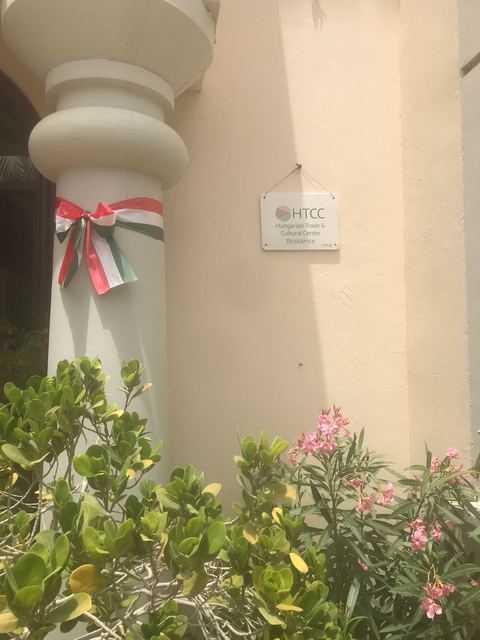 HTCC
Hungarian Trade &
Cultural Center
Residence